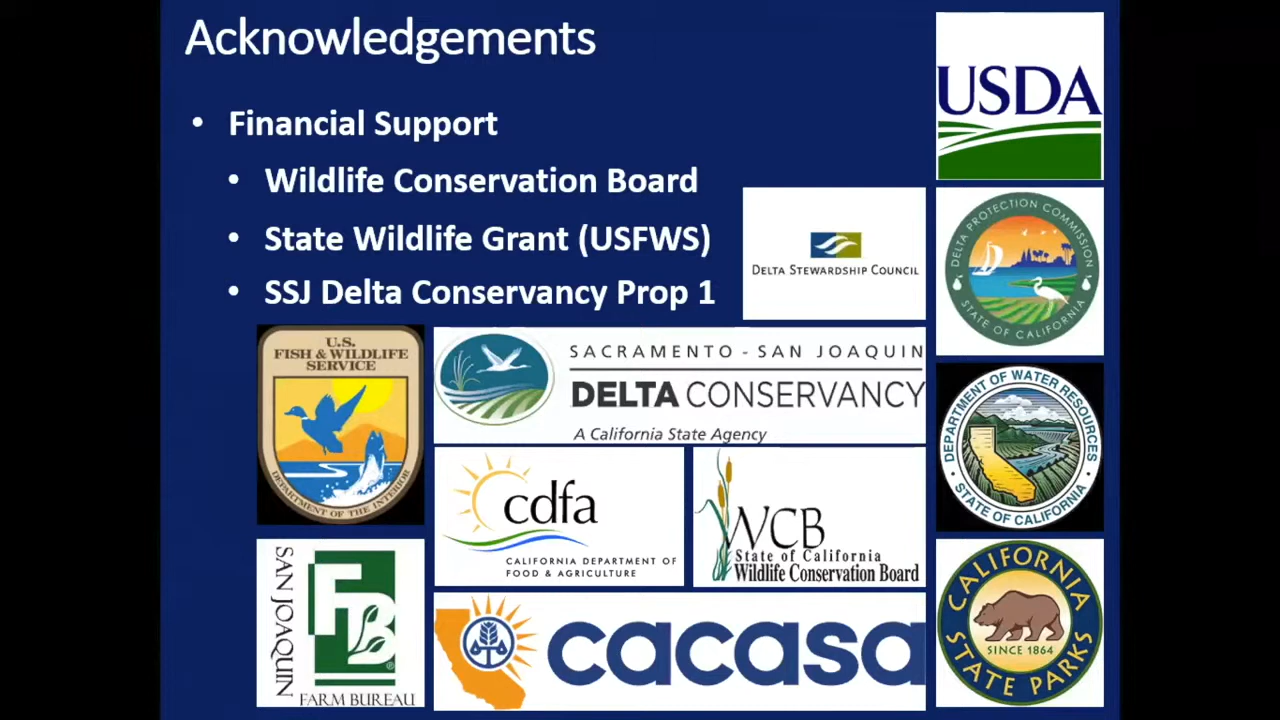 Acknowledgements
• Financial Support
• Wildlife Conservation Board
• State Wildlife Grant (USFWS)
• SSJ Delta Conservancy Prop 1
USDA
DELTA STEWARDSHIP COUNCIL
DELTA PROTECTION COMMISSION
STATE OF CALIFORNIA
U.S.
FISH & WILDLIFE
SERVICE
DEPARTMENT OF THE INTERIOR
SACRAMENTO - SAN JOAQUIN
DELTA CONSERVANCY
A California State Agency
DEPARTMENT OF WATER RESOURCES
STATE OF CALIFORNIA
cdfa
CALIFORNIA DEPARTMENT OF
FOOD & AGRICULTURE
WCB
State of California
Wildlife Conservation Board
SAN JOAQUIN
FB
®
FARM BUREAU
cacasa
CALIFORNIA
SINCE 1864
STATE PARKS